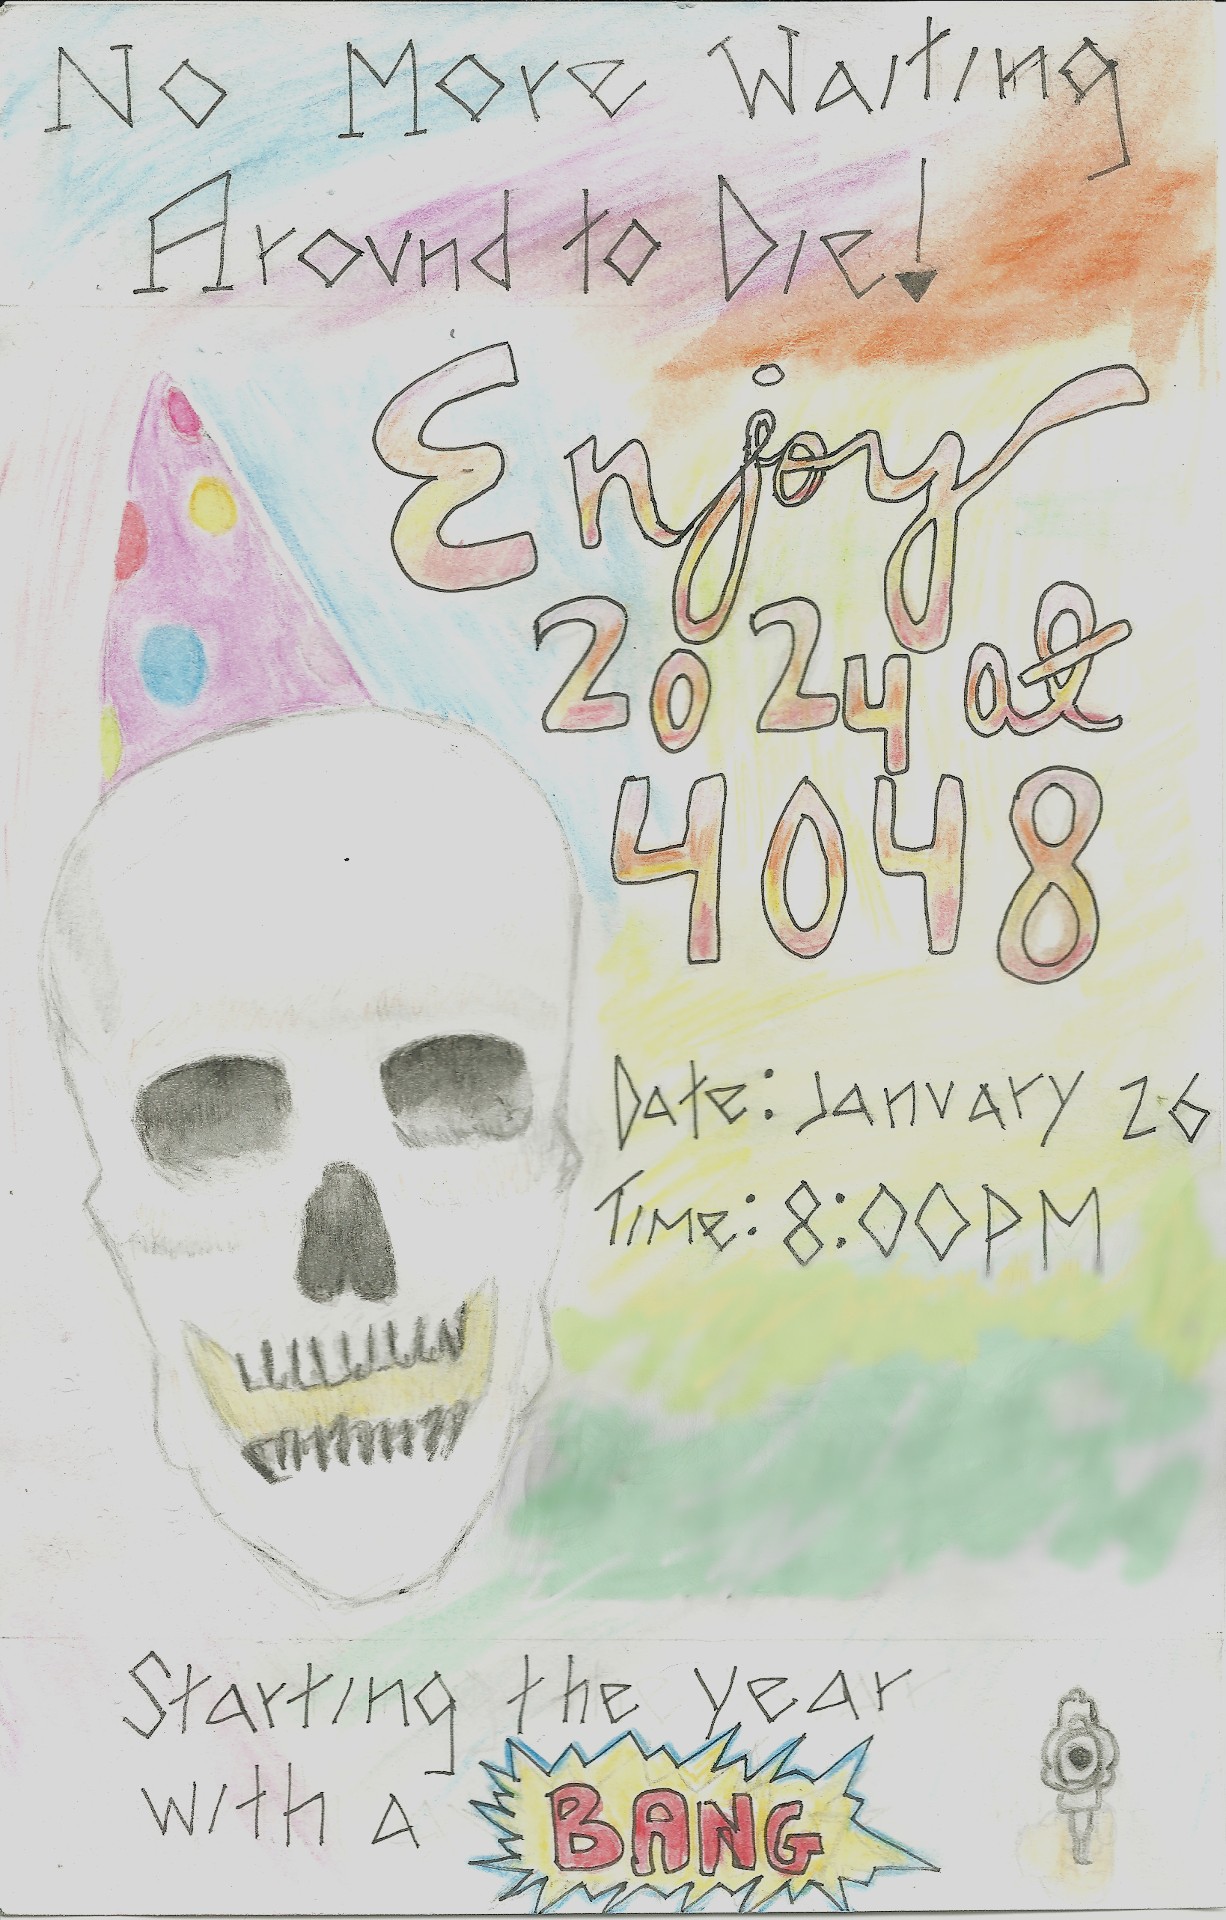 No More Waiting
Around to Die!
Enjoy
2024 at
4048
Date: January 26
Time: 8:00PM
Starting the year
with a BANG